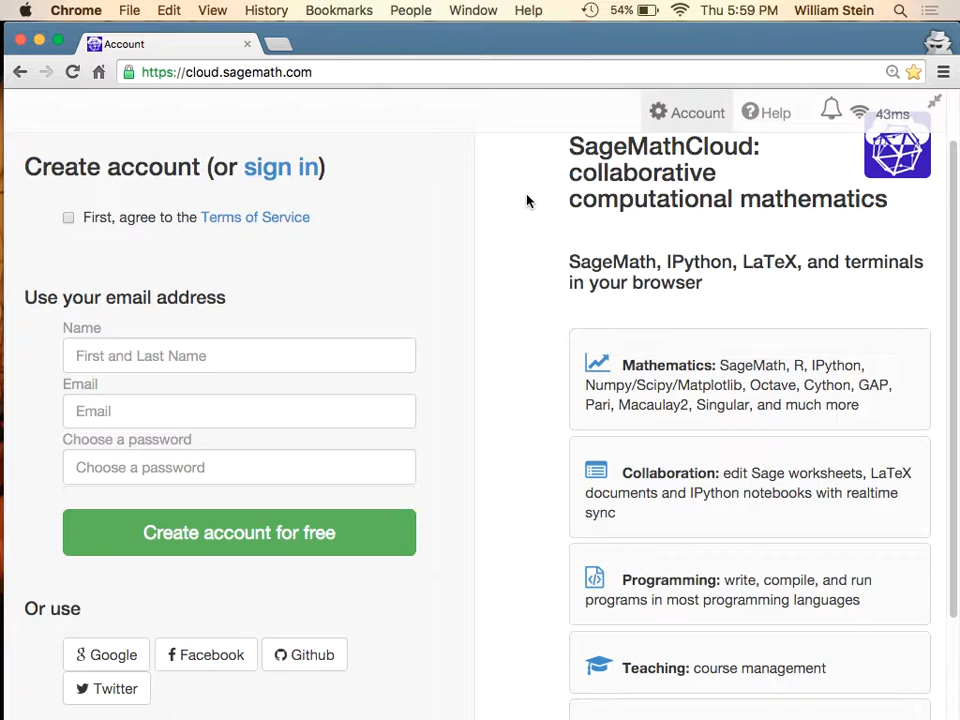 Chrome File Edit View History Bookmarks People Window Help 54% Thu 5:59 PM William Stein
Account
https://cloud.sagemath.com
Account Help 43ms
Create account (or sign in)
First, agree to the Terms of Service
Use your email address
Name
First and Last Name
Email
Email
Choose a password
Choose a password
Create account for free
Or use
Google Facebook Github
Twitter
SageMathCloud:
collaborative
computational mathematics
SageMath, IPython, LaTeX, and terminals
in your browser
Mathematics: SageMath, R, IPython,
Numpy/Scipy/Matplotlib, Octave, Cython, GAP,
Pari, Macaulay2, Singular, and much more
Collaboration: edit Sage worksheets, LaTeX
documents and IPython notebooks with realtime
sync
Programming: write, compile, and run
programs in most programming languages
Teaching: course management